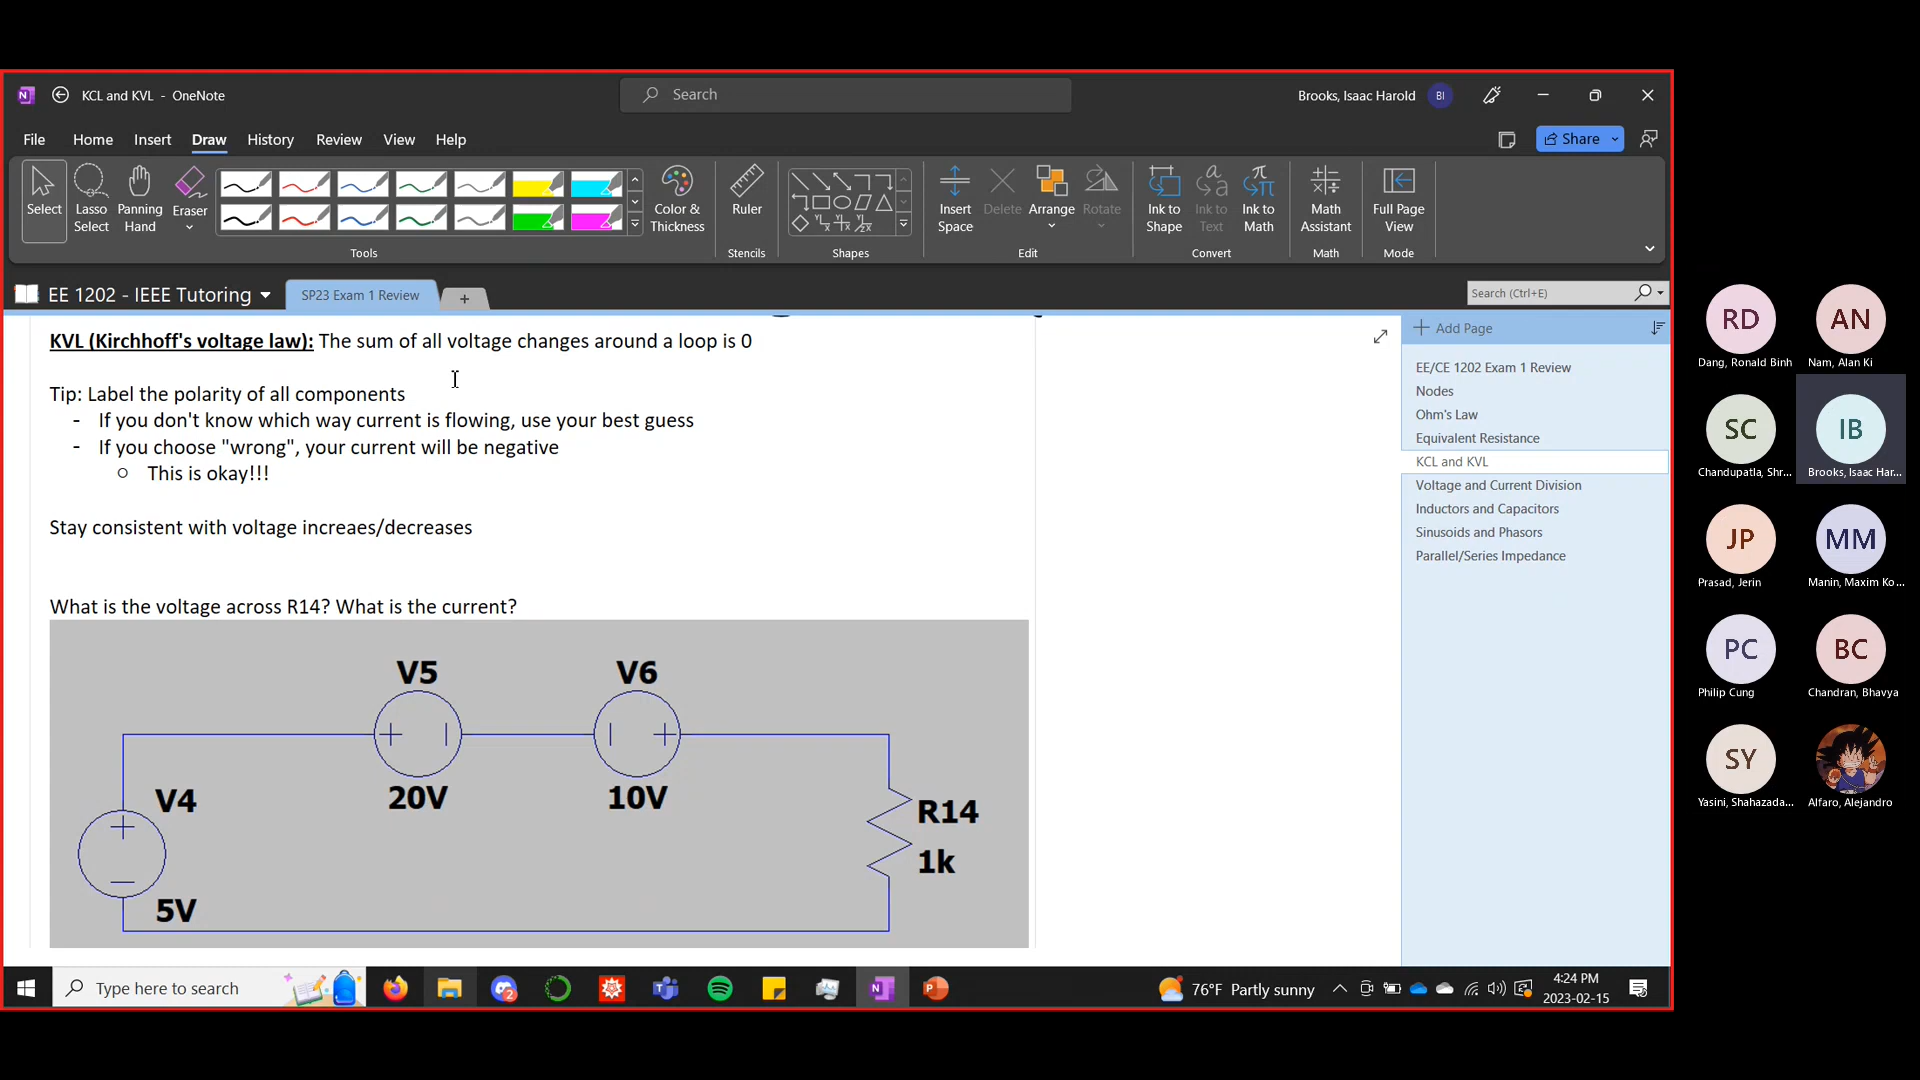 KCL and KVL - OneNote
Search
Brooks, Isaac Harold
BI
File
Home
Insert
Draw
History
Review
View
Help
Share
Select
Lasso Select
Panning Hand
Eraser
Color & Thickness
Ruler
Insert Space
Delete
Arrange
Rotate
Ink to Shape
Ink to Text
Ink to Math
Math Assistant
Full Page View
Tools
Stencils
Shapes
Edit
Convert
Math
Mode
EE 1202 - IEEE Tutoring
SP23 Exam 1 Review
+
Search (Ctrl+E)
KVL (Kirchhoff's voltage law): The sum of all voltage changes around a loop is 0
Tip: Label the polarity of all components
- If you don't know which way current is flowing, use your best guess
- If you choose "wrong", your current will be negative
○ This is okay!!!
Stay consistent with voltage increaes/decreases
What is the voltage across R14? What is the current?
V5
V6
20V
10V
V4
5V
R14
1k
Add Page
EE/CE 1202 Exam 1 Review
Nodes
Ohm's Law
Equivalent Resistance
KCL and KVL
Voltage and Current Division
Inductors and Capacitors
Sinusoids and Phasors
Parallel/Series Impedance
Type here to search
76°F Partly sunny
4:24 PM
2023-02-15
RD
Dang, Ronald Binh
AN
Nam, Alan Ki
SC
Chandupatla, Shr...
IB
Brooks, Isaac Har...
JP
Prasad, Jerin
MM
Manin, Maxim Ko...
PC
Philip Cung
BC
Chandran, Bhavya
SY
Yasini, Shahazada...
Alfaro, Alejandro